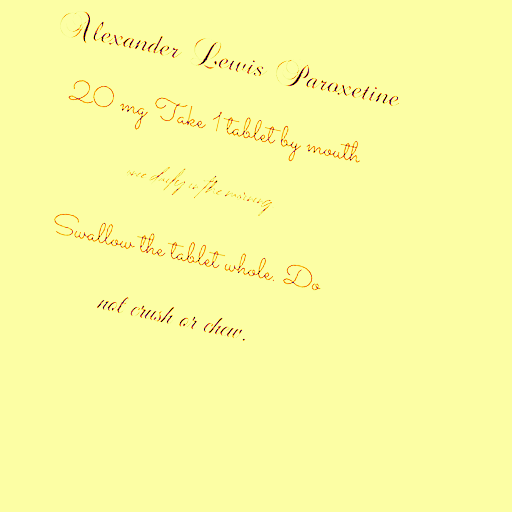 Alexander Lewis Paroxetine
20 mg Take 1 tablet by mouth
once daily in the morning
Swallow the tablet whole. Do
not crush or chew.